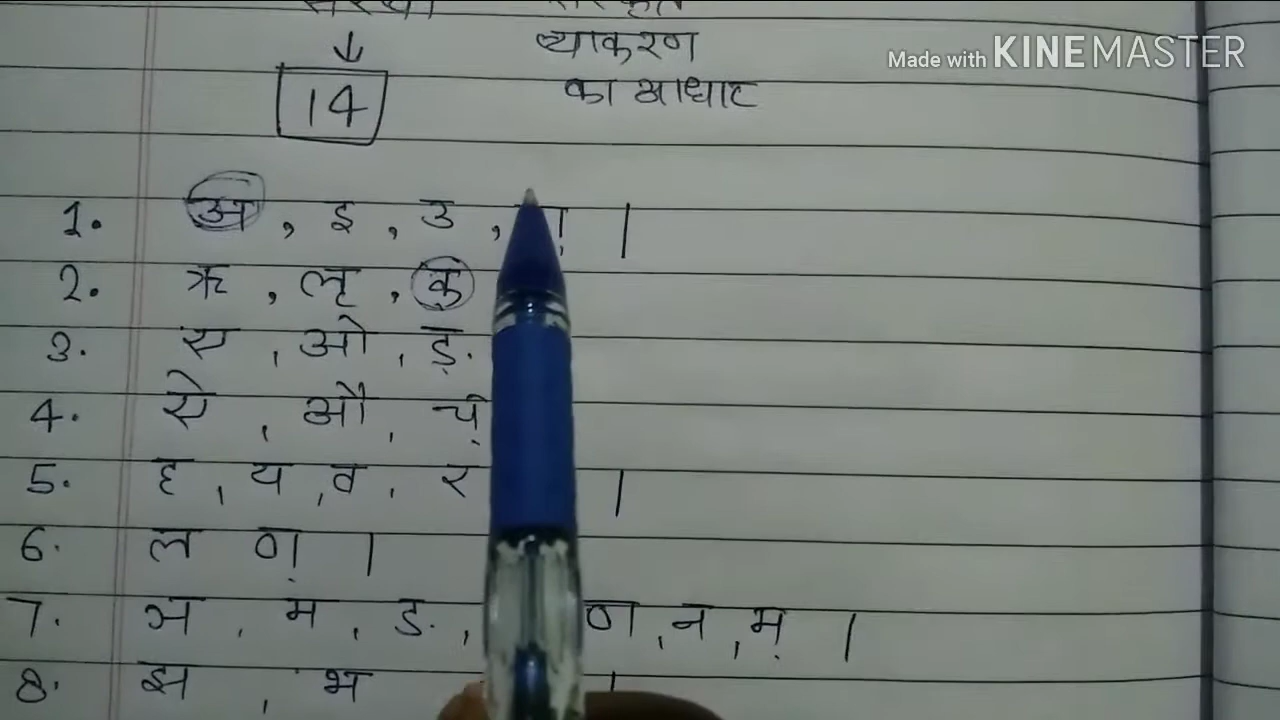 Made with KINEMASTER
व्याकरण
का आधार
14
1. अ , इ , उ , ण् |
2. ऋ , लृ , क्
3. ए , ओ , ङ्
4. ऐ , औ , च्
5. ह , य , व , र |
6. ल ण् |
7. ञ , म , ङ , ण , न , म् |
8. झ , भ |